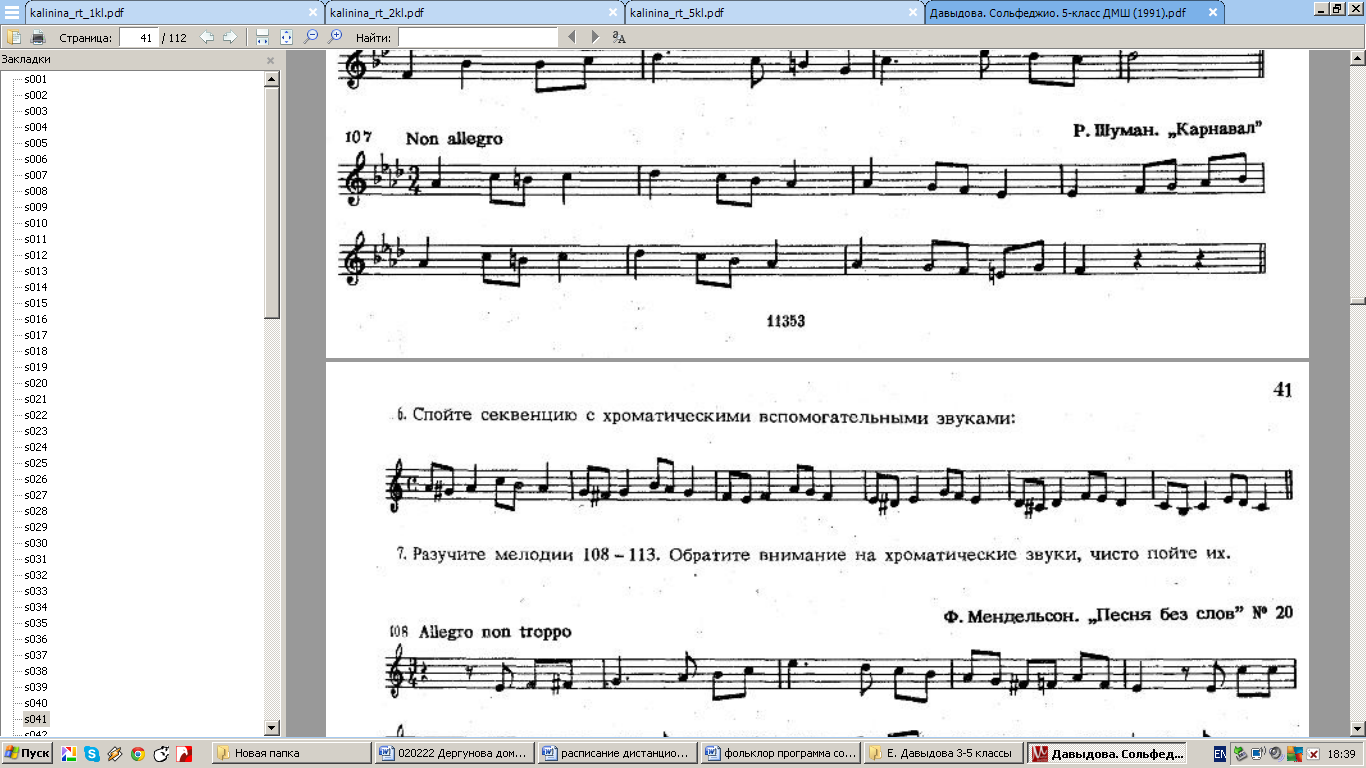 kalinina_rt_1kl.pdf
kalinina_rt_2kl.pdf
kalinina_rt_5kl.pdf
Давыдова. Сольфеджио. 5-класс ДМШ (1991).pdf
Страница: 41 / 112
Найти:
Закладки
s001
s002
s003
s004
s005
s006
s007
s008
s009
s010
s011
s012
s013
s014
s015
s016
s017
s018
s019
s020
s021
s022
s023
s024
s025
s026
s027
s028
s029
s030
s031
s032
s033
s034
s035
s036
s037
s038
s039
s040
s041
107 Non allegro
Р. Шуман. „Карнавал”
3
4
11353
41
6. Спойте секвенцию с хроматическими вспомогательными звуками:
7. Разучите мелодии 108–113. Обратите внимание на хроматические звуки, чисто пойте их.
Ф. Мендельсон. „Песня без слов” № 20
108 Allegro non troppo
3
4
Пуск
Новая папка
020222 Дергунова дом...
расписание дистанцио...
фольклор программа со...
Е. Давыдова 3-5 классы
Давыдова. Сольфед...
EN
18:39